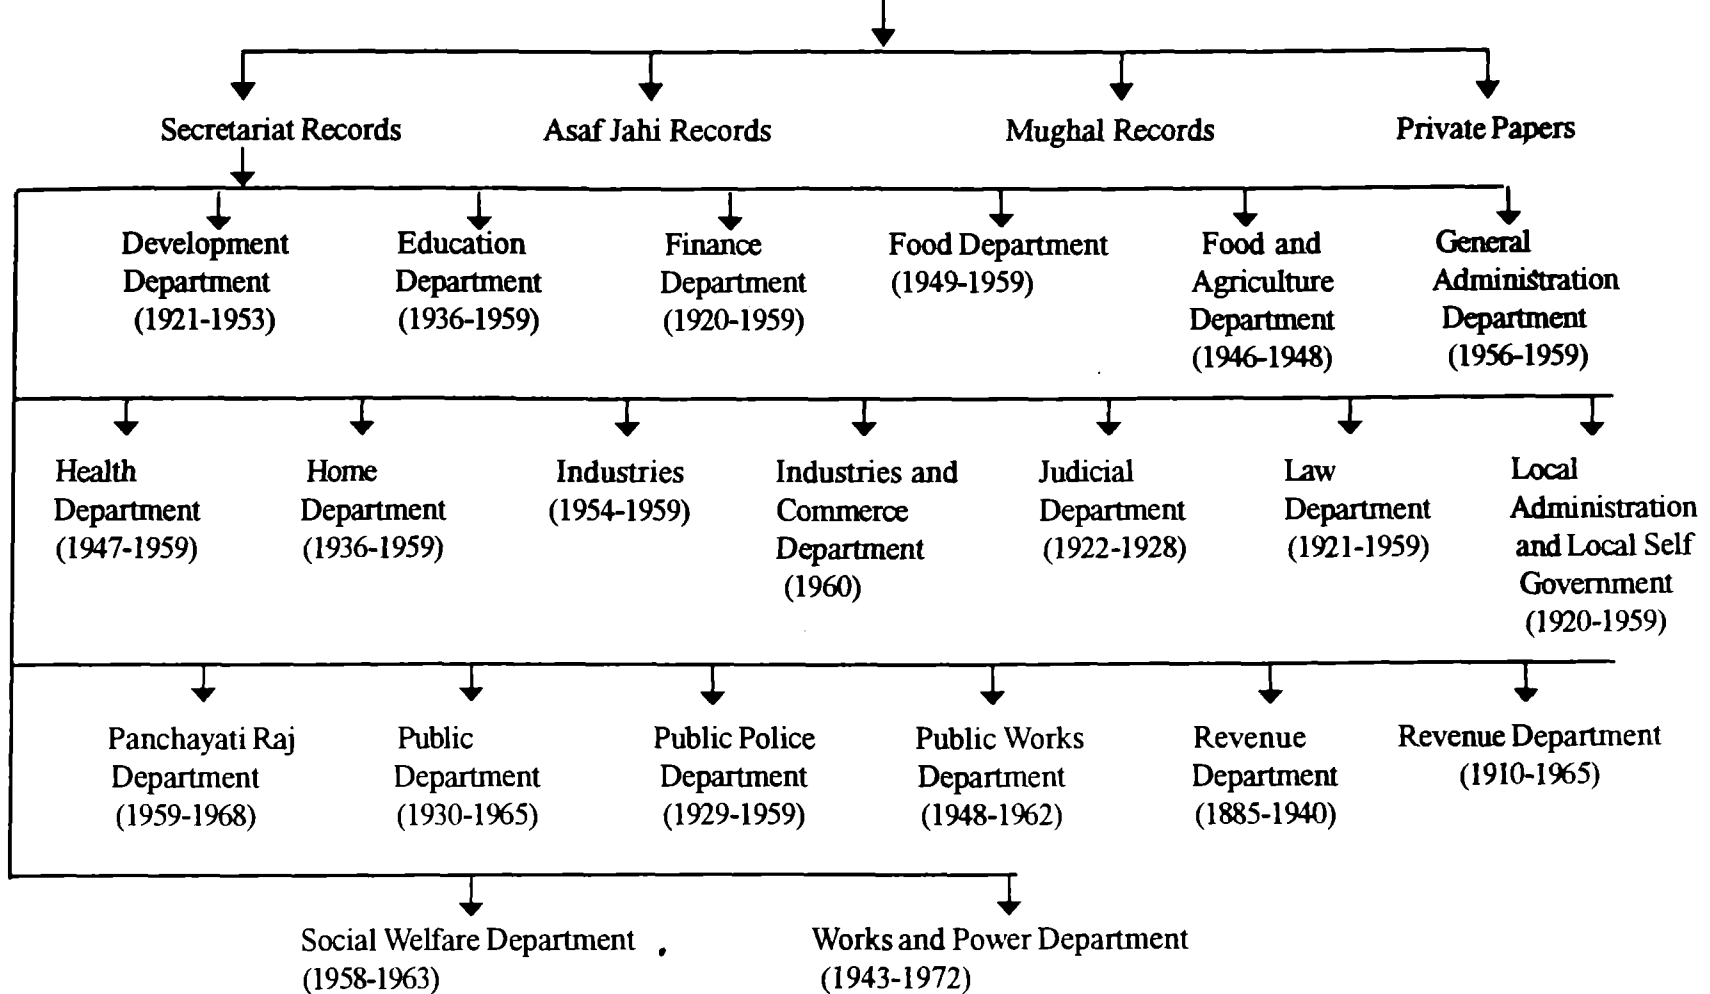 Secretariat Records
Asaf Jahi Records
Mughal Records
Private Papers
Development
Department
(1921-1953)
Education
Department
(1936-1959)
Finance
Department
(1920-1959)
Food Department
(1949-1959)
Food and
Agriculture
Department
(1946-1948)
General
Administration
Department
(1956-1959)
Health
Department
(1947-1959)
Home
Department
(1936-1959)
Industries
(1954-1959)
Industries and
Commerce
Department
(1960)
Judicial
Department
(1922-1928)
Law
Department
(1921-1959)
Local
Administration
and Local Self
Government
(1920-1959)
Panchayati Raj
Department
(1959-1968)
Public
Department
(1930-1965)
Public Police
Department
(1929-1959)
Public Works
Department
(1948-1962)
Revenue
Department
(1885-1940)
Revenue Department
(1910-1965)
Social Welfare Department
(1958-1963)
Works and Power Department
(1943-1972)